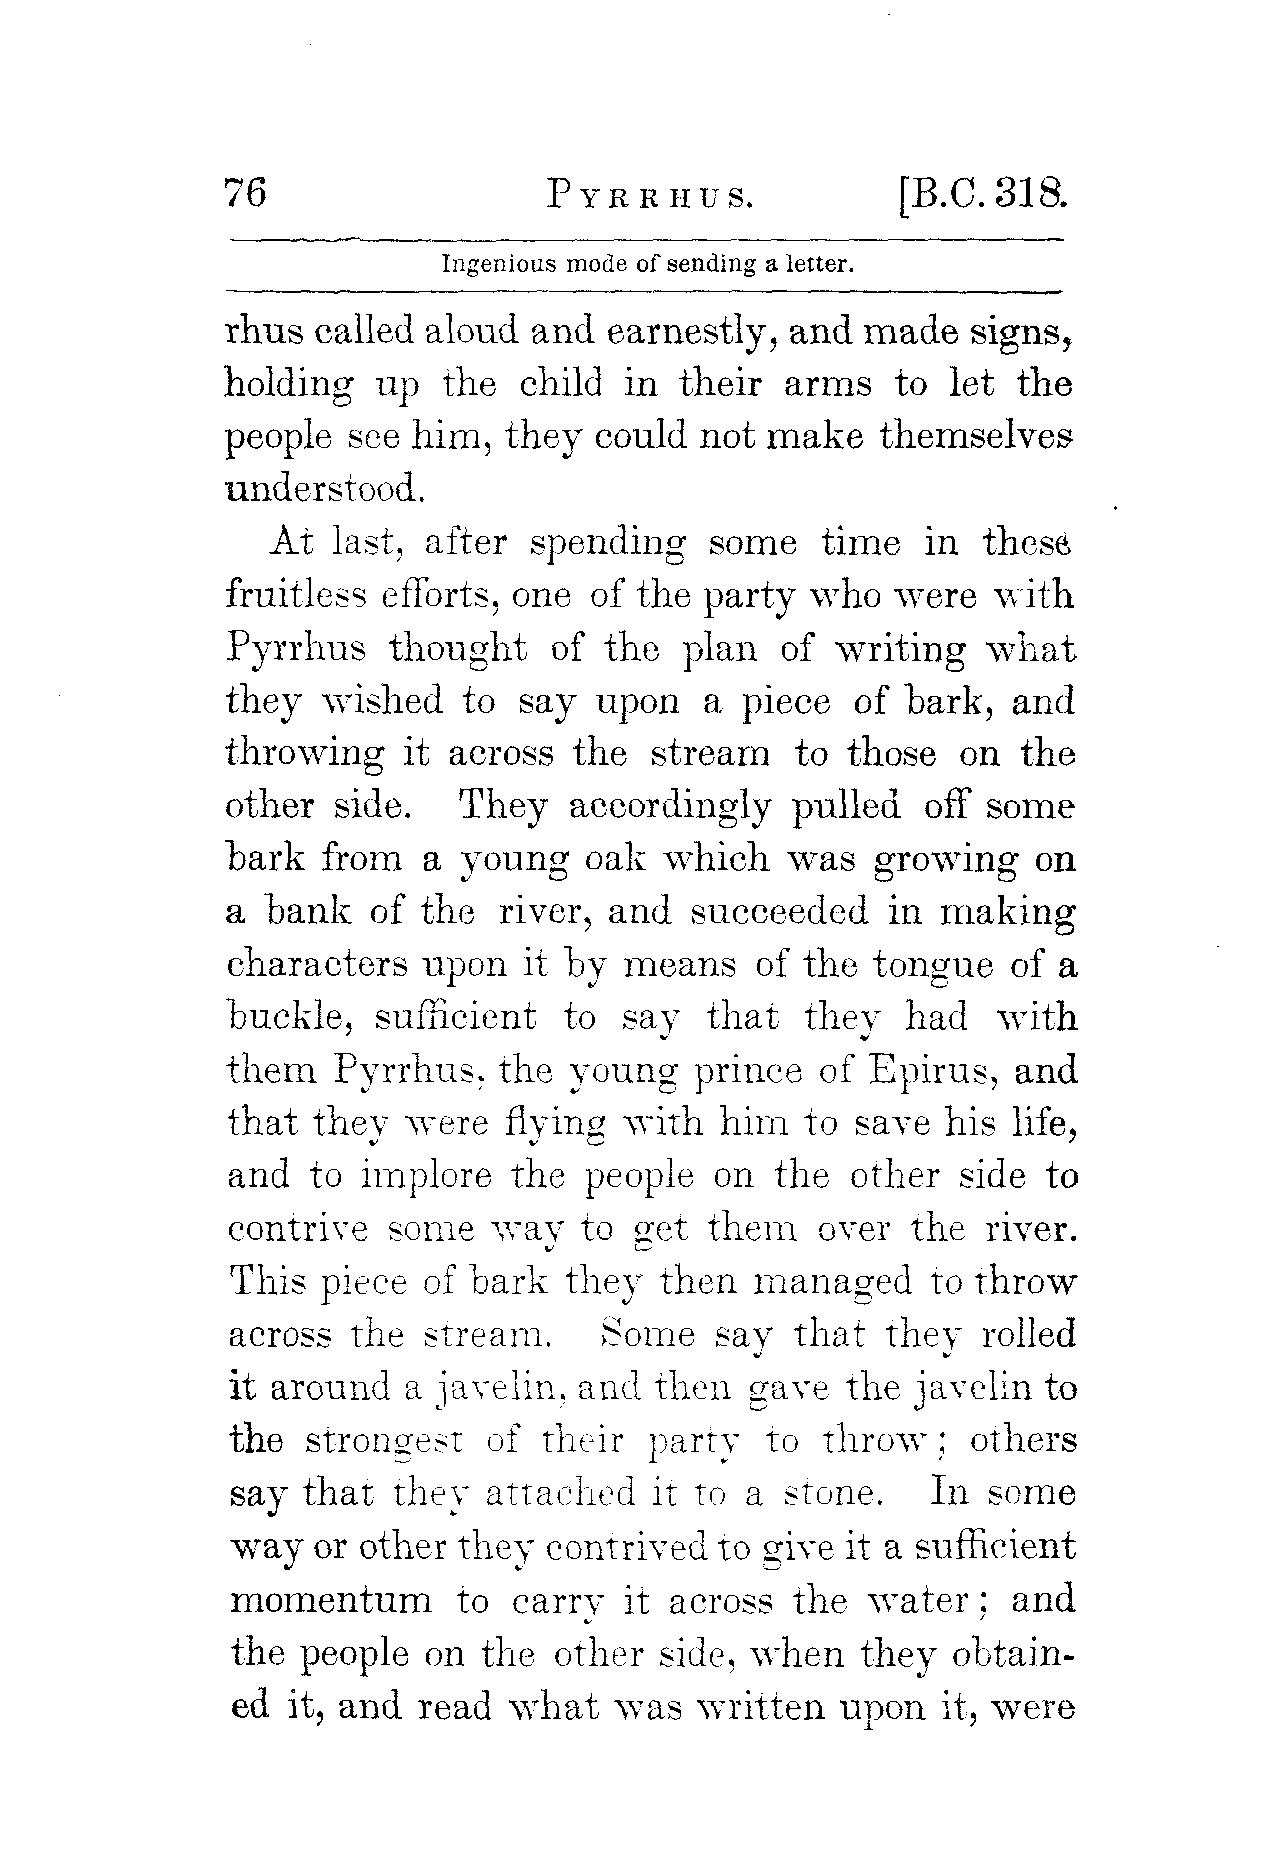 76 PYRRHUS. [B.C. 318.
Ingenious mode of sending a letter.
rhus called aloud and earnestly, and made signs,
holding up the child in their arms to let the
people see him, they could not make themselves
understood.
At last, after spending some time in these
fruitless efforts, one of the party who were with
Pyrrhus thought of the plan of writing what
they wished to say upon a piece of bark, and
throwing it across the stream to those on the
other side. They accordingly pulled off some
bark from a young oak which was growing on
a bank of the river, and succeeded in making
characters upon it by means of the tongue of a
buckle, sufficient to say that they had with
them Pyrrhus, the young prince of Epirus, and
that they were flying with him to save his life,
and to implore the people on the other side to
contrive some way to get them over the river.
This piece of bark they then managed to throw
across the stream. Some say that they rolled
it around a javelin, and then gave the javelin to
the strongest of their party to throw; others
say that they attached it to a stone. In some
way or other they contrived to give it a sufficient
momentum to carry it across the water; and
the people on the other side, when they obtain-
ed it, and read what was written upon it, were